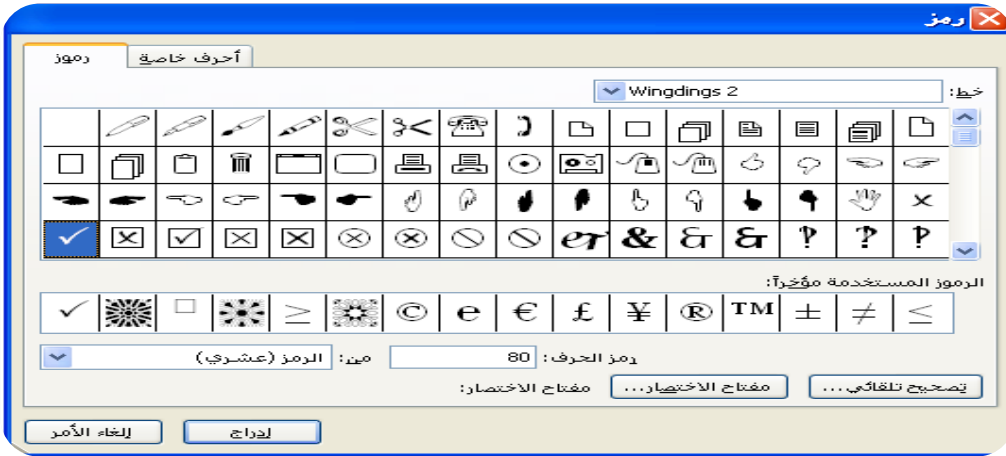 رمز
رموز
أحرف خاصة
خط:
Wingdings 2
الرموز المستخدمة مؤخراً:
✓ □ ≥ © e € £ ¥ ® TM ± ≠ ≤
رمز الحرف: 80 من: الرمز (عشري)
تصحيح تلقائي... مفتاح الاختصار... مفتاح الاختصار:
إدراج إلغاء الأمر